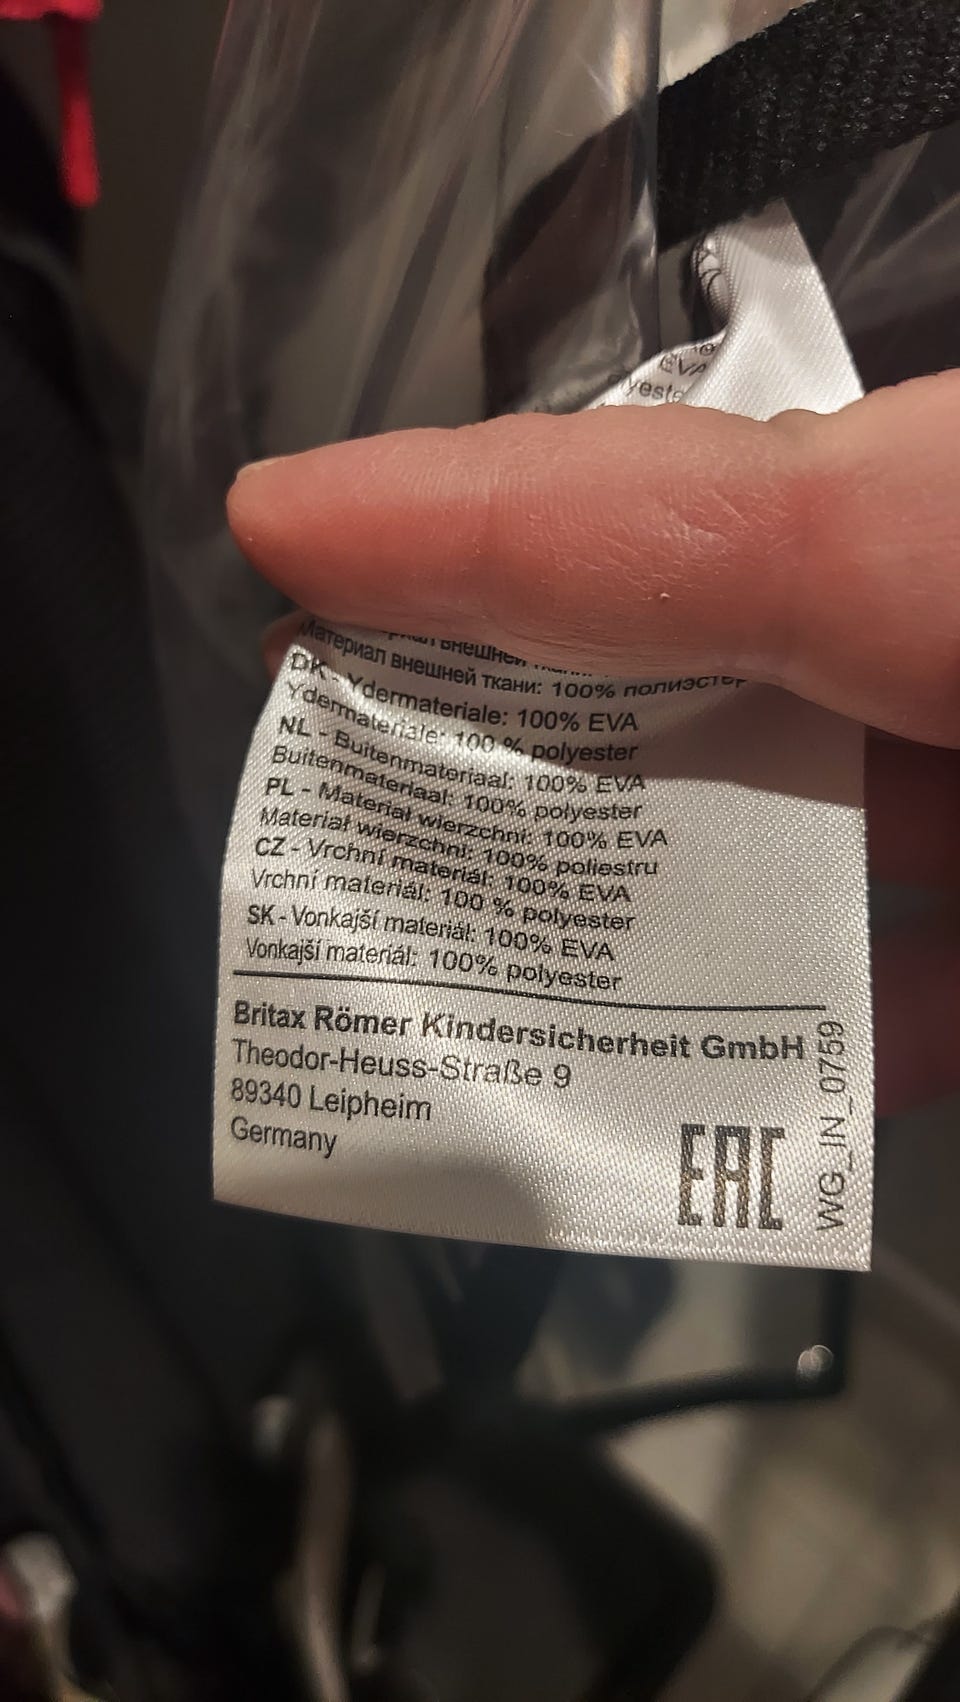 EVA
Материал внешней ткани: 100%
DK - Ydermateriale: 100% EVA
Ydermateriale: 100 % polyester
NL - Buitenmateriaal: 100% EVA
Buitenmateriaal: 100% polyester
PL - Materiał wierzchni: 100% EVA
Materiał wierzchni: 100% poliestru
CZ - Vrchní materiál: 100% EVA
Vrchní materiál: 100 % polyester
SK - Vonkajší materiál: 100% EVA
Vonkajší materiál: 100% polyester
Britax Römer Kindersicherheit GmbH
Theodor-Heuss-Straße 9
89340 Leipheim
Germany
EAC
WG_IN_0759